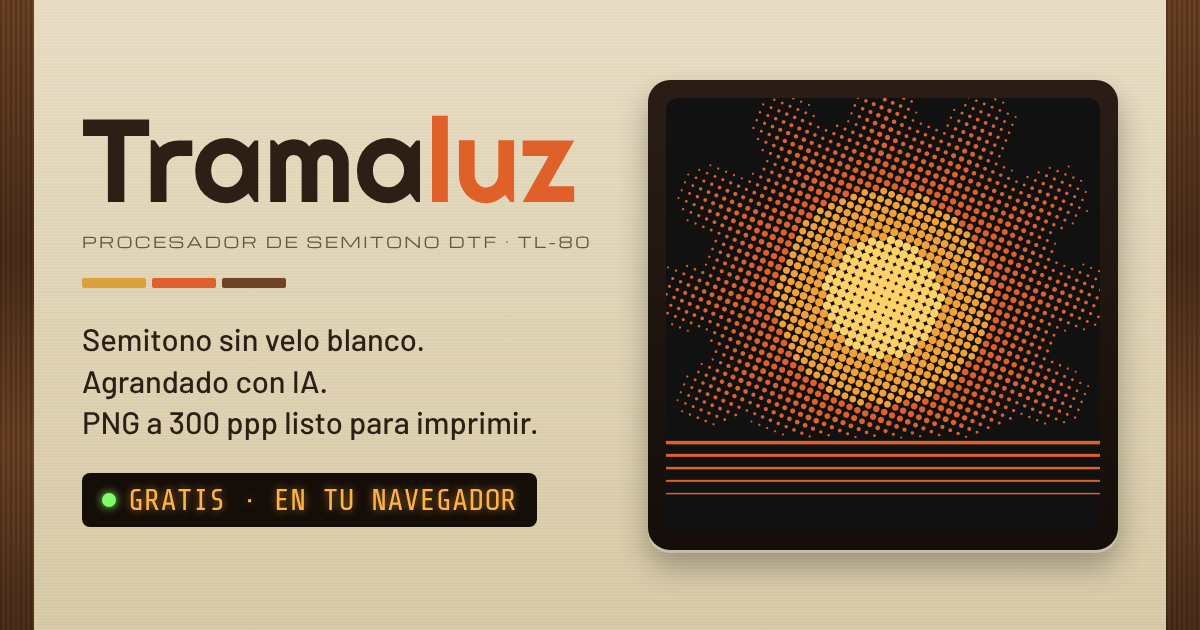 Tramaluz
PROCESADOR DE SEMITONO DTF · TL-80
Semitono sin velo blanco.
Agrandado con IA.
PNG a 300 ppp listo para imprimir.
GRATIS · EN TU NAVEGADOR